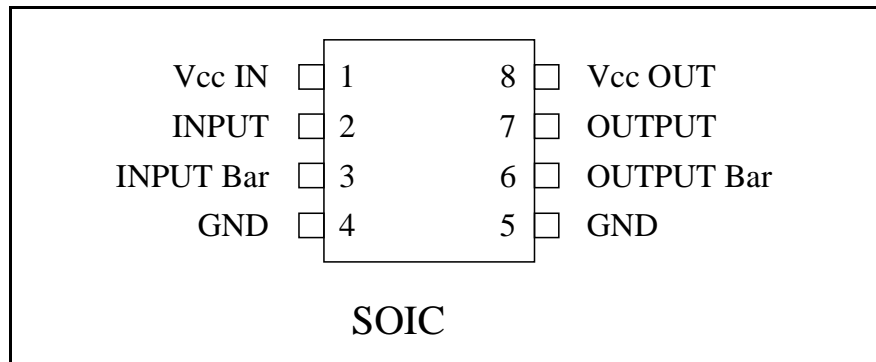 Vcc IN 1 8 Vcc OUT
INPUT 2 7 OUTPUT
INPUT Bar 3 6 OUTPUT Bar
GND 4 5 GND
SOIC